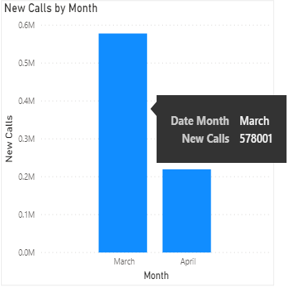 New Calls by Month
0.6M
0.5M
0.4M
0.3M
0.2M
0.1M
0.0M
New Calls
Date Month March
New Calls 578001
March April
Month